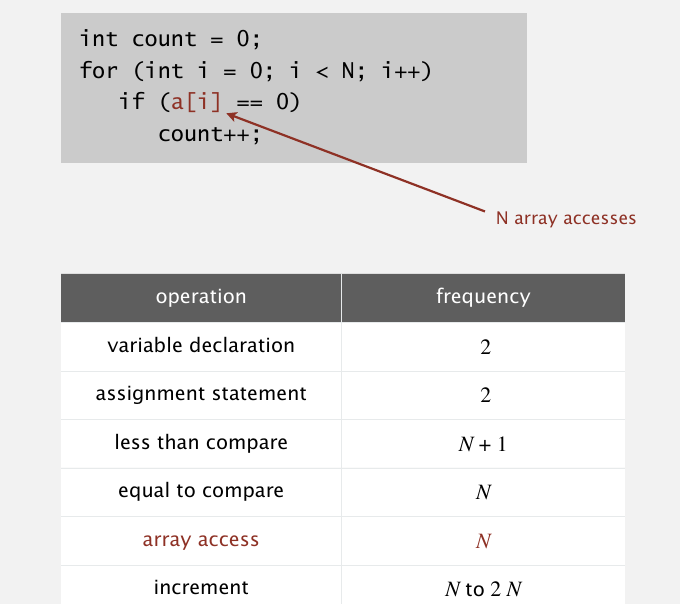 int count = 0;
for (int i = 0; i < N; i++)
if (a[i] == 0)
count++;
N array accesses
operation frequency
variable declaration 2
assignment statement 2
less than compare N + 1
equal to compare N
array access N
increment N to 2 N